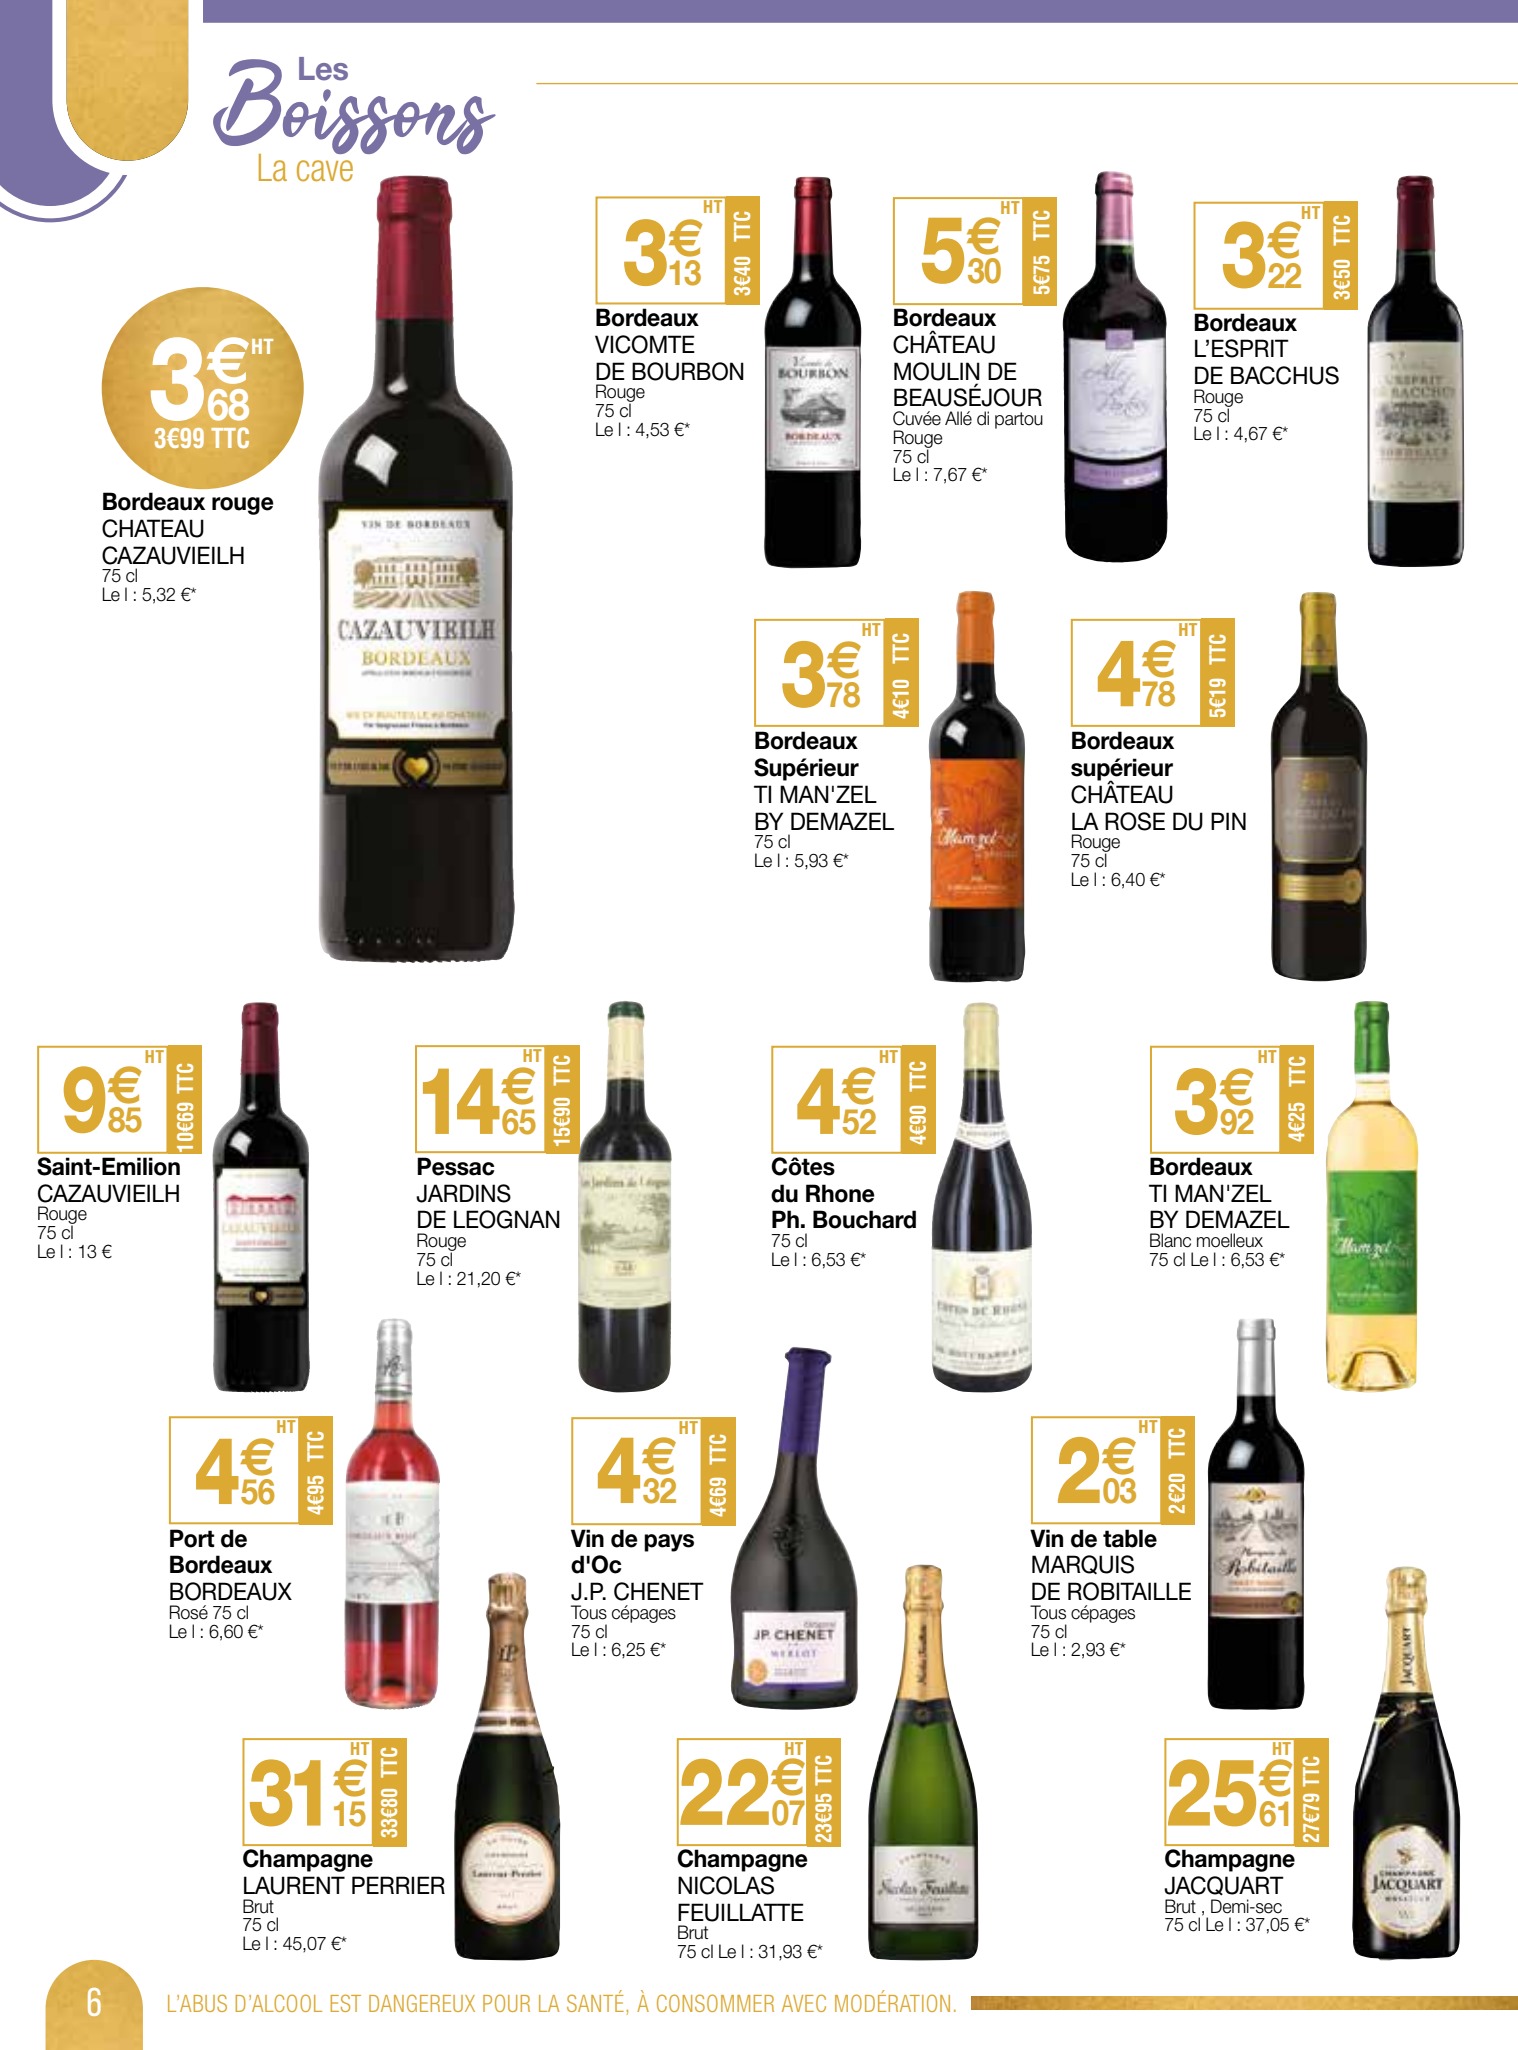 Les
Boissons
La cave
3€68 HT
3€99 TTC
Bordeaux rouge
CHATEAU
CAZAUVIEILH
75 cl
Le l : 5,32 €*
VIN DE BORDEAUX
CAZAUVIEILH
BORDEAUX
3€13 HT
3€40 TTC
Bordeaux
VICOMTE
DE BOURBON
Rouge
75 cl
Le l : 4,53 €*
BOURBON
BORDEAUX
5€30 HT
5€75 TTC
Bordeaux
CHÂTEAU
MOULIN DE
BEAUSÉJOUR
Cuvée Allé di partou
Rouge
75 cl
Le l : 7,67 €*
3€22 HT
3€50 TTC
Bordeaux
L'ESPRIT
DE BACCHUS
Rouge
75 cl
Le l : 4,67 €*
L'ESPRIT
DE BACCHUS
BORDEAUX
3€78 HT
4€10 TTC
Bordeaux
Supérieur
TI MAN'ZEL
BY DEMAZEL
75 cl
Le l : 5,93 €*
4€78 HT
5€19 TTC
Bordeaux
supérieur
CHÂTEAU
LA ROSE DU PIN
Rouge
75 cl
Le l : 6,40 €*
9€85 HT
10€69 TTC
Saint-Emilion
CAZAUVIEILH
Rouge
75 cl
Le l : 13 €
CAZAUVIEILH
14€65 HT
15€90 TTC
Pessac
JARDINS
DE LEOGNAN
Rouge
75 cl
Le l : 21,20 €*
4€52 HT
4€90 TTC
Côtes
du Rhone
Ph. Bouchard
75 cl
Le l : 6,53 €*
CÔTES DU RHÔNE
3€92 HT
4€25 TTC
Bordeaux
TI MAN'ZEL
BY DEMAZEL
Blanc moelleux
75 cl Le l : 6,53 €*
4€56 HT
4€95 TTC
Port de
Bordeaux
BORDEAUX
Rosé 75 cl
Le l : 6,60 €*
4€32 HT
4€69 TTC
Vin de pays
d'Oc
J.P. CHENET
Tous cépages
75 cl
Le l : 6,25 €*
Original
J.P. CHENET
MERLOT
2€03 HT
2€20 TTC
Vin de table
MARQUIS
DE ROBITAILLE
Tous cépages
75 cl
Le l : 2,93 €*
Marquis de
Robitaille
31€15 HT
33€80 TTC
Champagne
LAURENT PERRIER
Brut
75 cl
Le l : 45,07 €*
Laurent-Perrier
22€07 HT
23€95 TTC
Champagne
NICOLAS
FEUILLATTE
Brut
75 cl Le l : 31,93 €*
Nicolas Feuillatte
25€61 HT
27€79 TTC
Champagne
JACQUART
Brut , Demi-sec
75 cl Le l : 37,05 €*
JACQUART
CHAMPAGNE
JACQUART
6
L'ABUS D'ALCOOL EST DANGEREUX POUR LA SANTÉ, À CONSOMMER AVEC MODÉRATION.